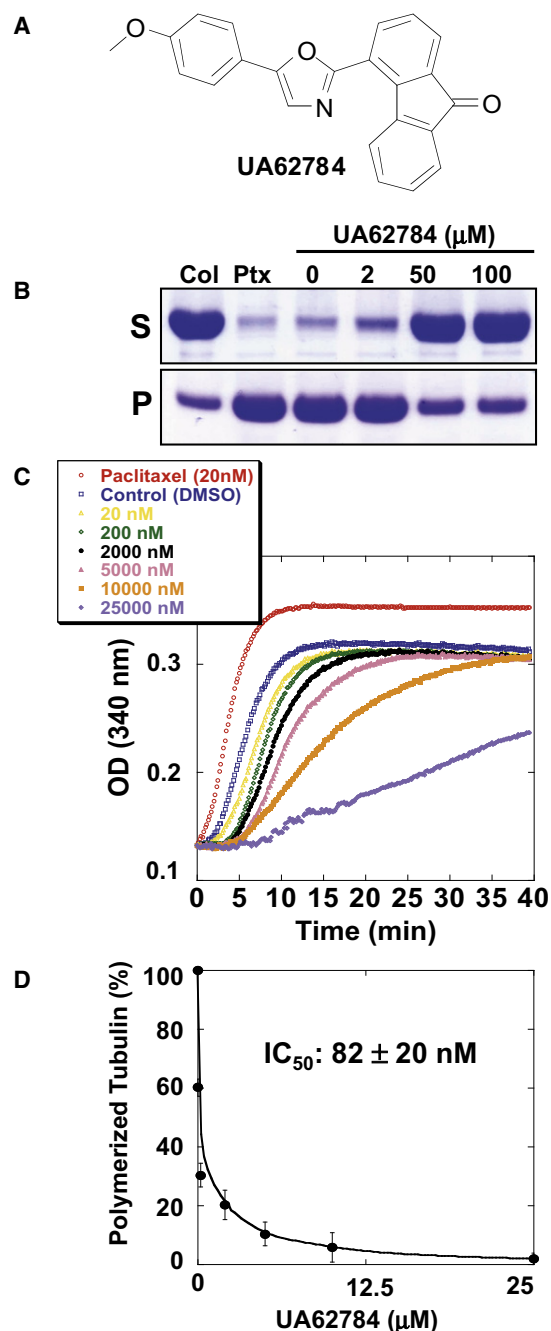 A
O
O
N
O
UA62784
B
UA62784 (μM)
Col Ptx 0 2 50 100
S
P
C
Paclitaxel (20nM)
Control (DMSO)
20 nM
200 nM
2000 nM
5000 nM
10000 nM
25000 nM
0.3
0.2
0.1
OD (340 nm)
0 5 10 15 20 25 30 35 40
Time (min)
D
100
80
60
40
20
0
Polymerized Tubulin (%)
IC50: 82 ± 20 nM
0 12.5 25
UA62784 (μM)